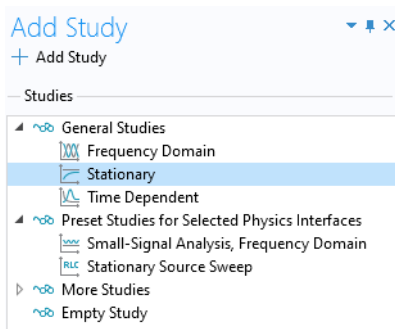 Add Study
+ Add Study
Studies
General Studies
Frequency Domain
Stationary
Time Dependent
Preset Studies for Selected Physics Interfaces
Small-Signal Analysis, Frequency Domain
RLC Stationary Source Sweep
More Studies
Empty Study